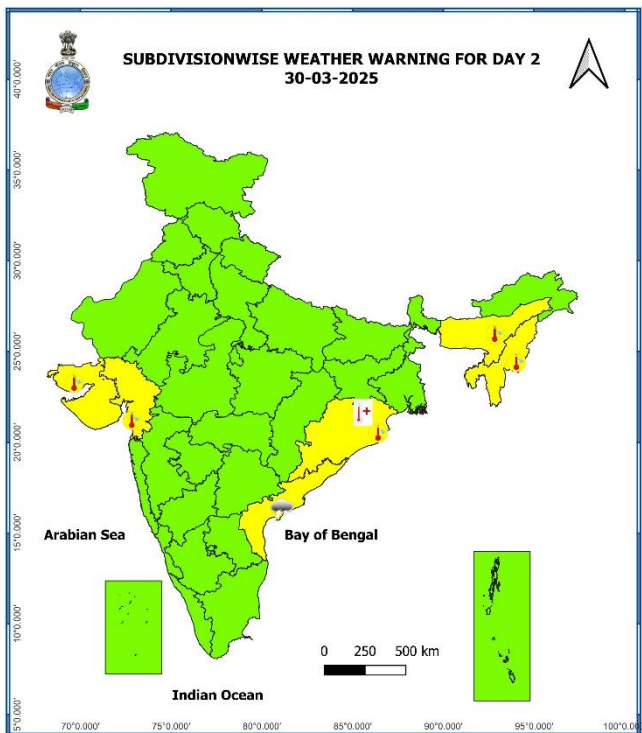 SUBDIVISIONWISE WEATHER WARNING FOR DAY 2
30-03-2025
40°0.000'
35°0.000'
30°0.000'
25°0.000'
20°0.000'
15°0.000'
10°0.000'
5°0.000'
Arabian Sea
Bay of Bengal
0 250 500 km
Indian Ocean
70°0.000' 75°0.000' 80°0.000' 85°0.000' 90°0.000' 95°0.000' 100°0.000'